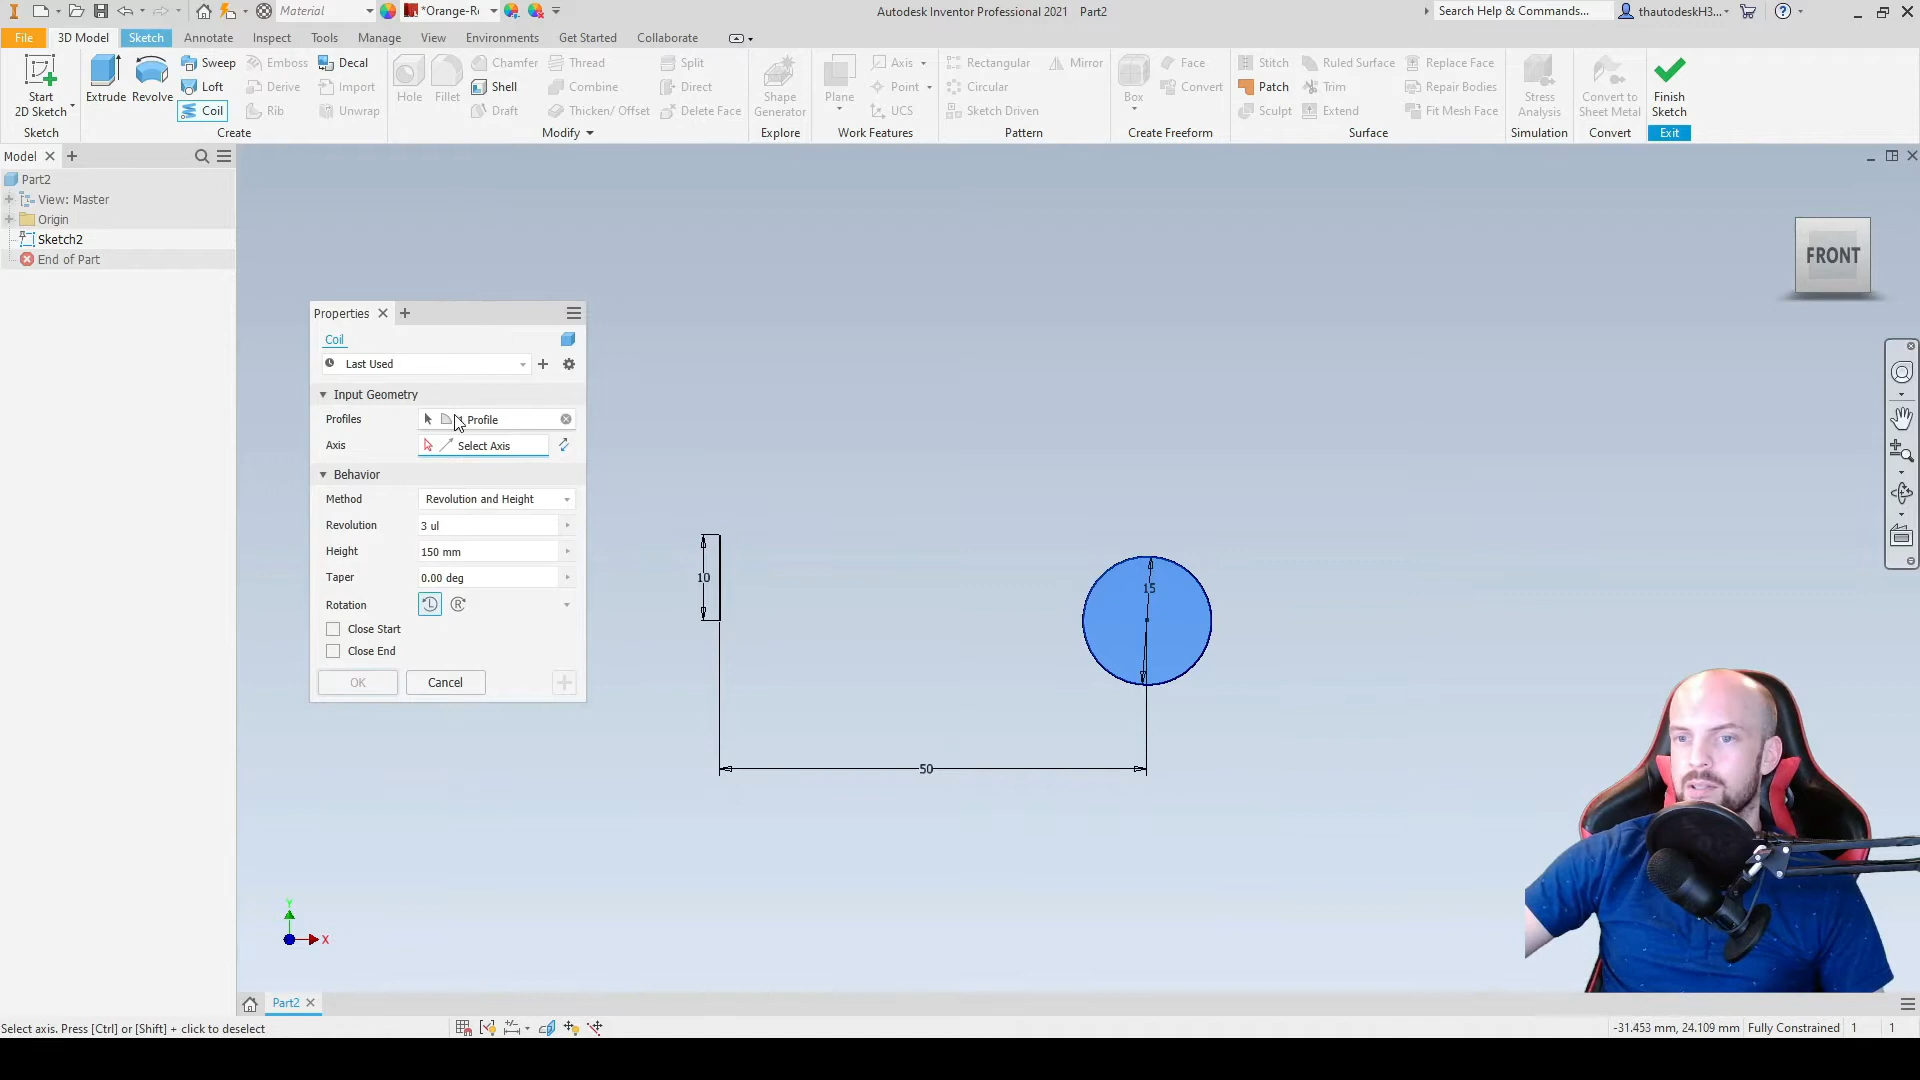 Material
*Orange-R
Autodesk Inventor Professional 2021 Part2
Search Help & Commands...
thautodeskH3...
File
3D Model
Sketch
Annotate
Inspect
Tools
Manage
View
Environments
Get Started
Collaborate
Start
2D Sketch
Extrude
Revolve
Sweep
Loft
Coil
Emboss
Derive
Rib
Decal
Import
Unwrap
Hole
Fillet
Chamfer
Shell
Draft
Thread
Combine
Thicken/ Offset
Split
Direct
Delete Face
Shape
Generator
Plane
Axis
Point
UCS
Rectangular
Circular
Sketch Driven
Mirror
Box
Face
Convert
Stitch
Patch
Sculpt
Ruled Surface
Trim
Extend
Replace Face
Repair Bodies
Fit Mesh Face
Stress
Analysis
Convert to
Sheet Metal
Finish
Sketch
Sketch
Create
Modify
Explore
Work Features
Pattern
Create Freeform
Surface
Simulation
Convert
Exit
Model
Part2
View: Master
Origin
Sketch2
End of Part
FRONT
Properties
Coil
Last Used
Input Geometry
Profiles
Profile
Axis
Select Axis
Behavior
Method
Revolution and Height
Revolution
3 ul
Height
150 mm
Taper
0.00 deg
Rotation
Close Start
Close End
OK
Cancel
10
15
50
Y
X
Part2
Select axis. Press [Ctrl] or [Shift] + click to deselect
-31.453 mm, 24.109 mm
Fully Constrained
1
1